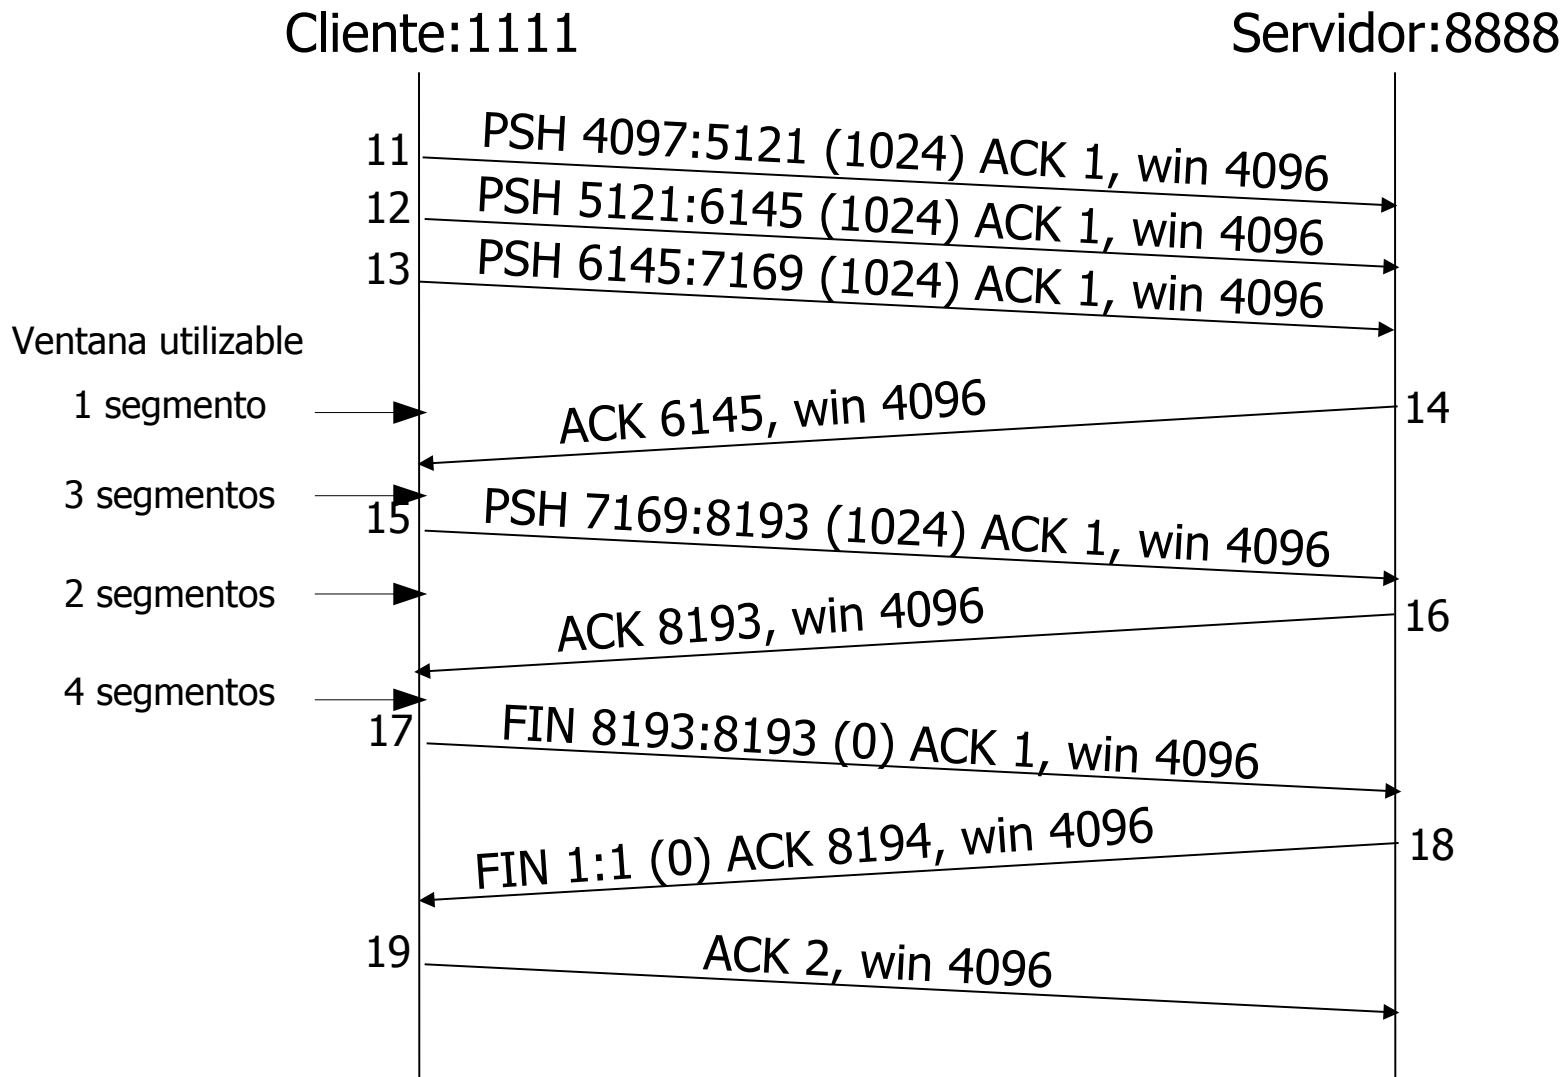 Cliente:1111
Servidor:8888
11
PSH 4097:5121 (1024) ACK 1, win 4096
12
PSH 5121:6145 (1024) ACK 1, win 4096
13
PSH 6145:7169 (1024) ACK 1, win 4096
Ventana utilizable
1 segmento
ACK 6145, win 4096
14
3 segmentos
15
PSH 7169:8193 (1024) ACK 1, win 4096
2 segmentos
ACK 8193, win 4096
16
4 segmentos
17
FIN 8193:8193 (0) ACK 1, win 4096
FIN 1:1 (0) ACK 8194, win 4096
18
19
ACK 2, win 4096